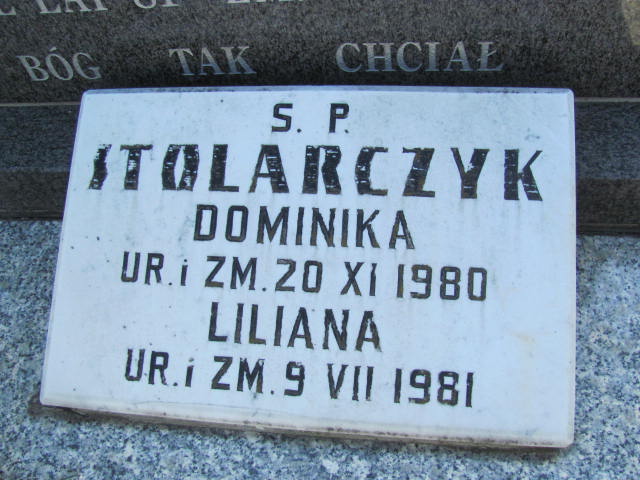 BÓG TAK CHCIAŁ
S. P.
STOLARCZYK
DOMINIKA
UR. i ZM. 20 XI 1980
LILIANA
UR. i ZM. 9 VII 1981